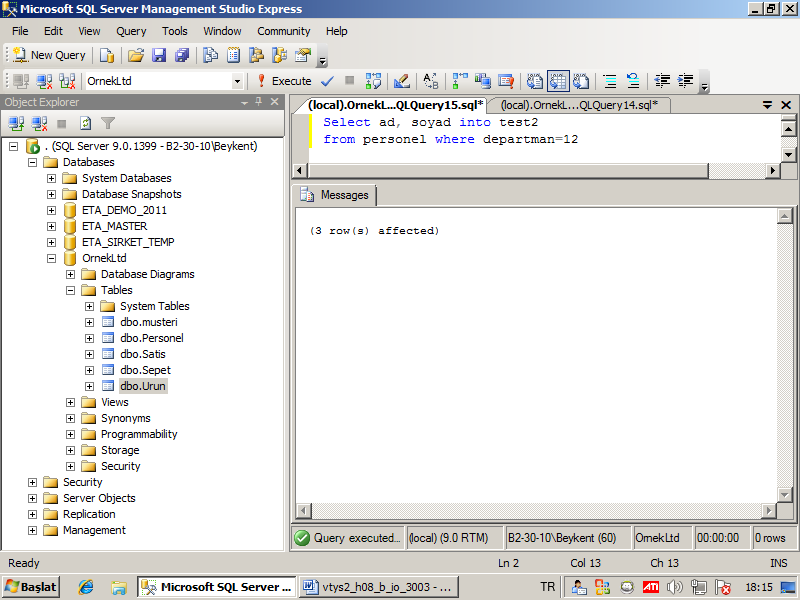 Microsoft SQL Server Management Studio Express
File Edit View Query Tools Window Community Help
New Query
OrnekLtd Execute
Object Explorer
(local).OrnekL...QLQuery15.sql* (local).OrnekL...QLQuery14.sql*
Select ad, soyad into test2
from personel where departman=12
. (SQL Server 9.0.1399 - B2-30-10\Beykent)
Databases
System Databases
Database Snapshots
ETA_DEMO_2011
ETA_MASTER
ETA_SIRKET_TEMP
OrnekLtd
Database Diagrams
Tables
System Tables
dbo.musteri
dbo.Personel
dbo.Satis
dbo.Sepet
dbo.Urun
Views
Synonyms
Programmability
Storage
Security
Security
Server Objects
Replication
Management
Messages
(3 row(s) affected)
Query executed... (local) (9.0 RTM) B2-30-10\Beykent (60) OrnekLtd 00:00:00 0 rows
Ready Ln 2 Col 13 Ch 13 INS
Başlat Microsoft SQL Server ... vtys2_h08_b_io_3003 - ... TR ATI 18:15